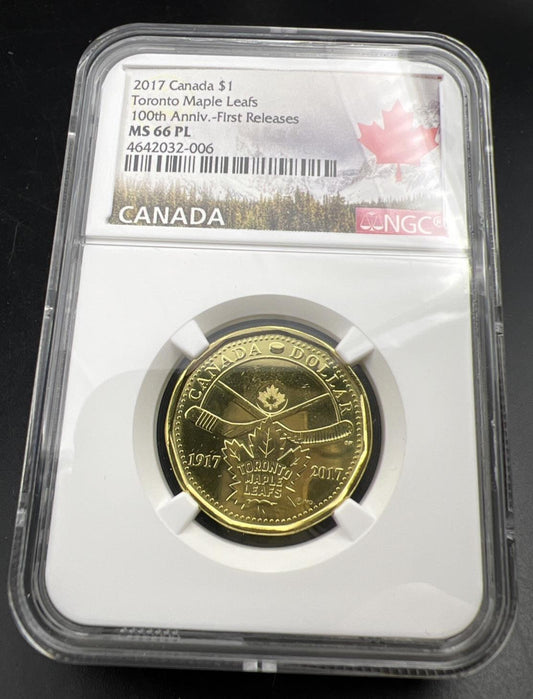 2017 Canada $1
Toronto Maple Leafs
100th Anniv.-First Releases
MS 66 PL
4642032-006
CANADA
NGC®
CANADA DOLLAR
1917
2017
TORONTO
MAPLE
LEAFS